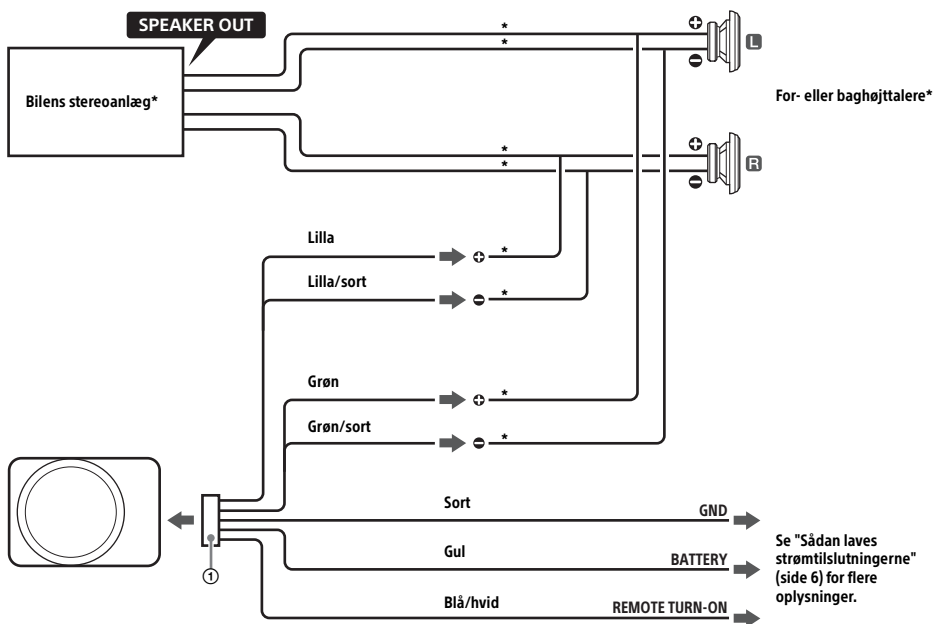 SPEAKER OUT
*
*
L
Bilens stereoanlæg*
For- eller baghøjttalere*
*
*
R
Lilla
*
Lilla/sort
*
Grøn
*
Grøn/sort
*
Sort
GND
Gul
BATTERY
Blå/hvid
REMOTE TURN-ON
Se "Sådan laves
strømtilslutningerne"
(side 6) for flere
oplysninger.
①